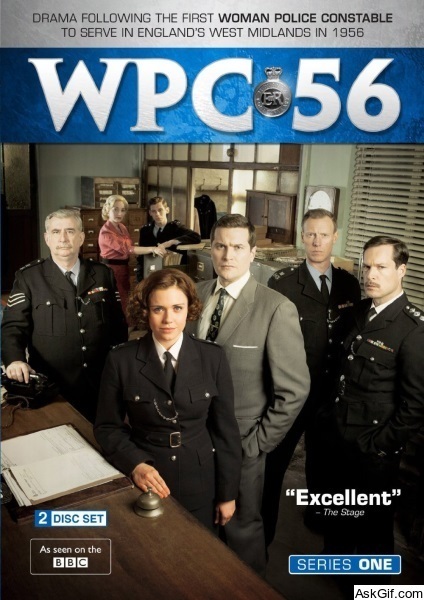 DRAMA FOLLOWING THE FIRST WOMAN POLICE CONSTABLE
TO SERVE IN ENGLAND'S WEST MIDLANDS IN 1956
WPC 56
"Excellent"
– The Stage
2 DISC SET
As seen on the
BBC
SERIES ONE
AskGif.com